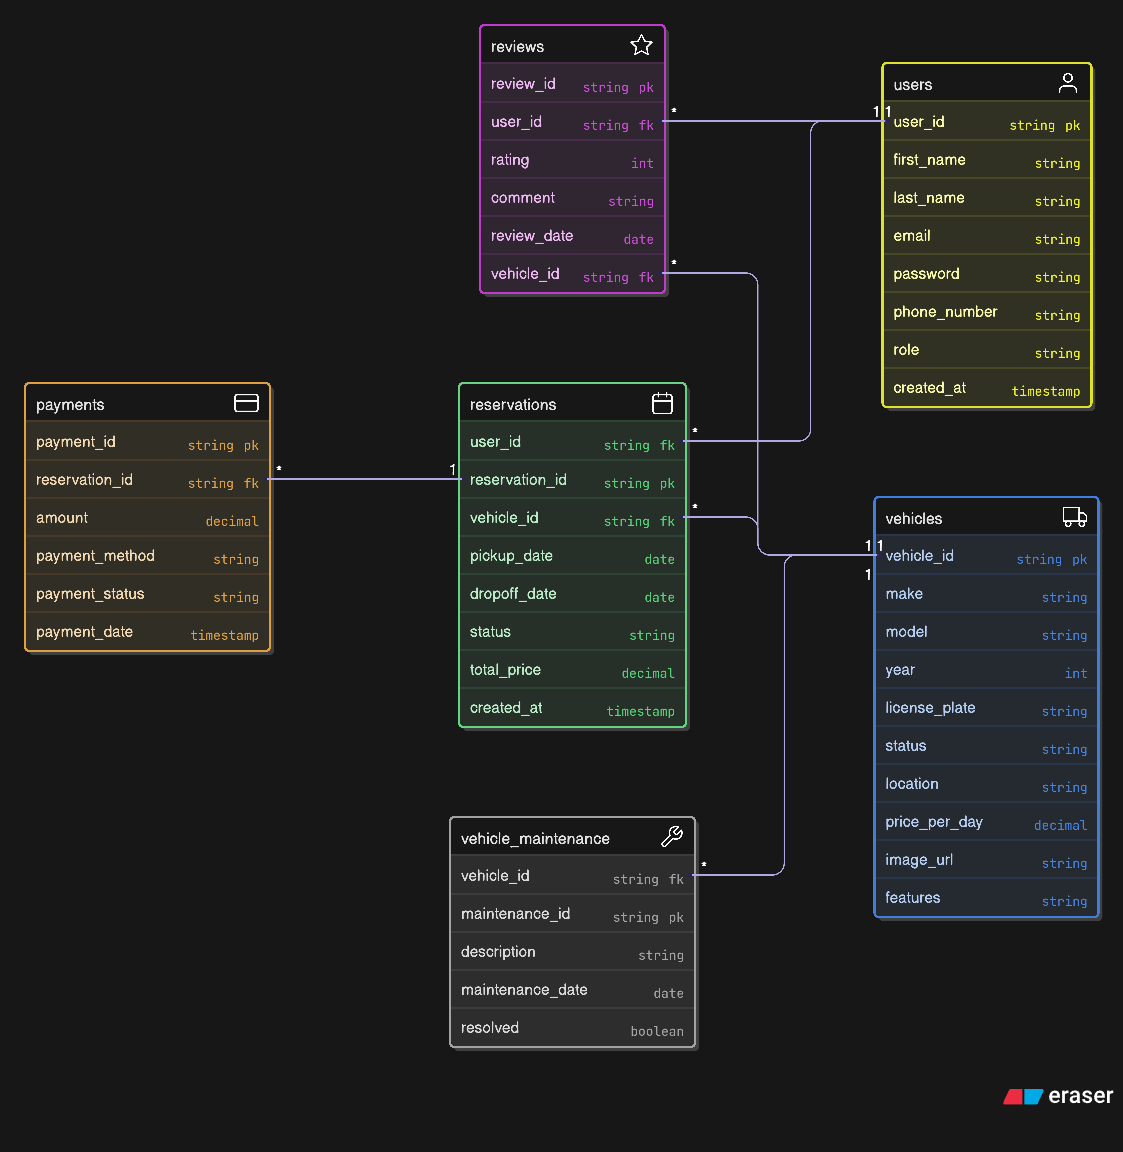 reviews
review_id string pk
user_id string fk
rating int
comment string
review_date date
vehicle_id string fk
*
*
1 1
users
user_id string pk
first_name string
last_name string
email string
password string
phone_number string
role string
created_at timestamp
payments
payment_id string pk
reservation_id string fk
amount decimal
payment_method string
payment_status string
payment_date timestamp
*
1
reservations
user_id string fk
reservation_id string pk
vehicle_id string fk
pickup_date date
dropoff_date date
status string
total_price decimal
created_at timestamp
*
*
1 1
1
vehicles
vehicle_id string pk
make string
model string
year int
license_plate string
status string
location string
price_per_day decimal
image_url string
features string
vehicle_maintenance
vehicle_id string fk
maintenance_id string pk
description string
maintenance_date date
resolved boolean
*
eraser